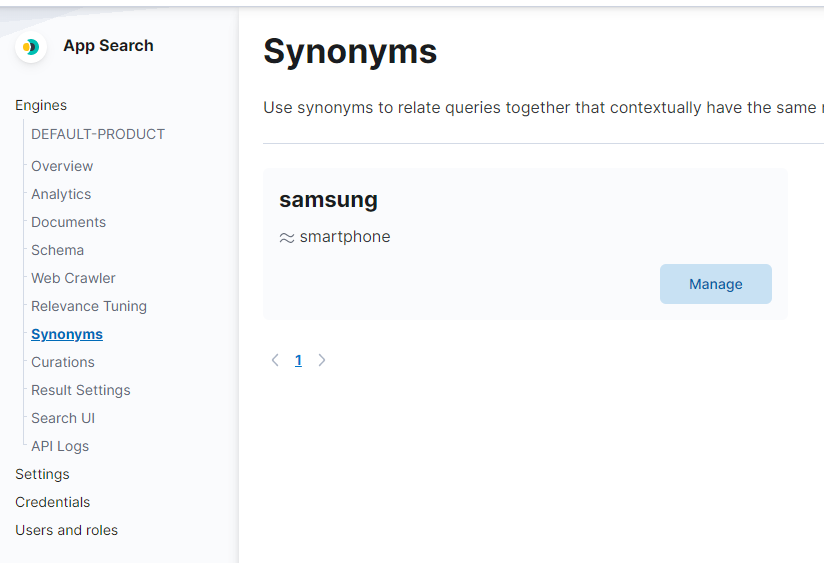 App Search
Engines
DEFAULT-PRODUCT
Overview
Analytics
Documents
Schema
Web Crawler
Relevance Tuning
Synonyms
Curations
Result Settings
Search UI
API Logs
Settings
Credentials
Users and roles
Synonyms
Use synonyms to relate queries together that contextually have the same
samsung
≈ smartphone
Manage
1